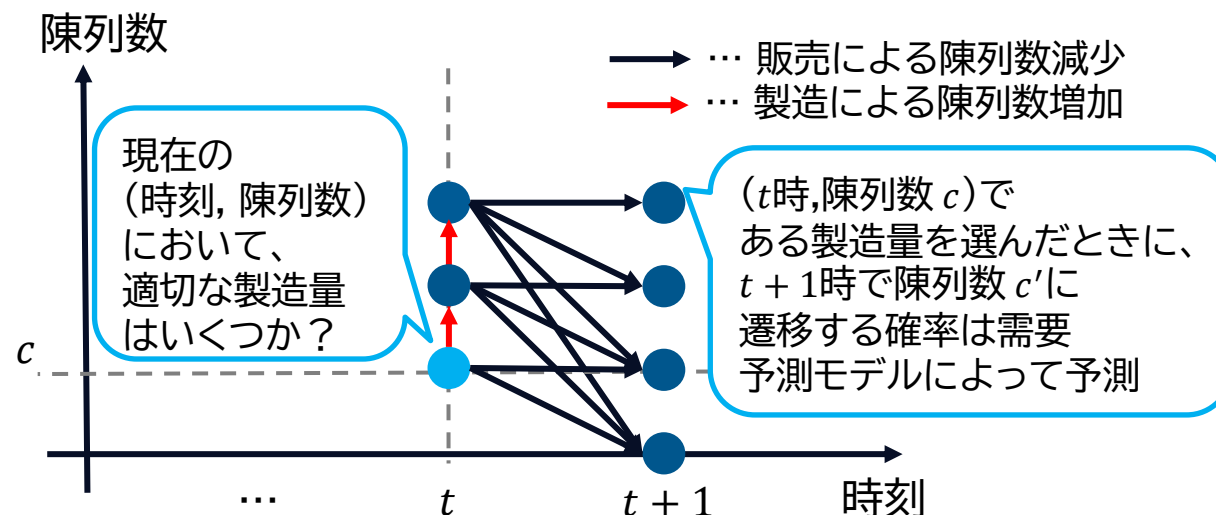 陳列数
… 販売による陳列数減少
… 製造による陳列数増加
現在の
(時刻, 陳列数)
において、
適切な製造量
はいくつか？
(t時,陳列数 c)で
ある製造量を選んだときに、
t + 1時で陳列数 c′に
遷移する確率は需要
予測モデルによって予測
c
…
t
t + 1
時刻